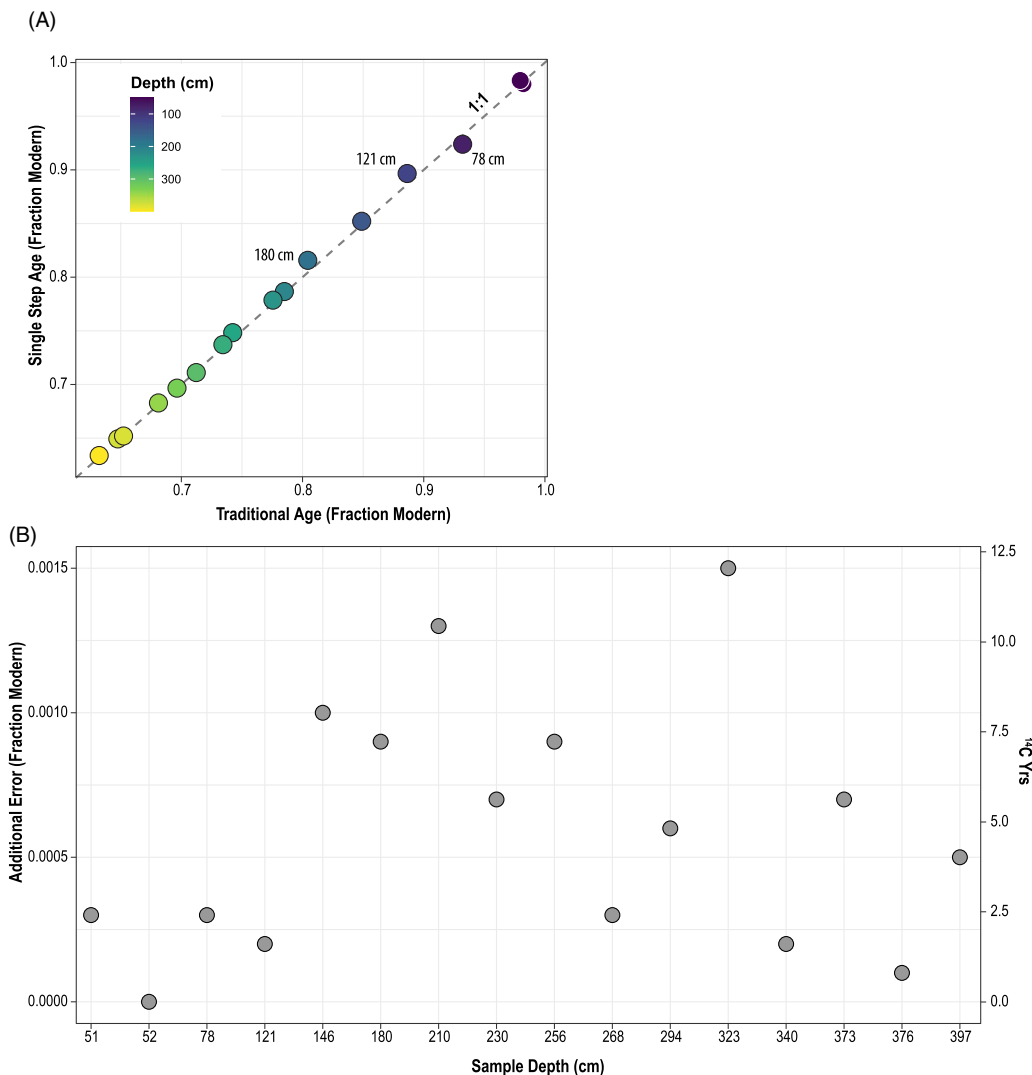 (A)
1.0
0.9
0.8
0.7
Single Step Age (Fraction Modern)
Depth (cm)
100
200
300
1:1
121 cm
78 cm
180 cm
0.7 0.8 0.9 1.0
Traditional Age (Fraction Modern)
(B)
0.0015
0.0010
0.0005
0.0000
Additional Error (Fraction Modern)
12.5
10.0
7.5
5.0
2.5
0.0
¹⁴C Yrs
51 52 78 121 146 180 210 230 256 268 294 323 340 373 376 397
Sample Depth (cm)